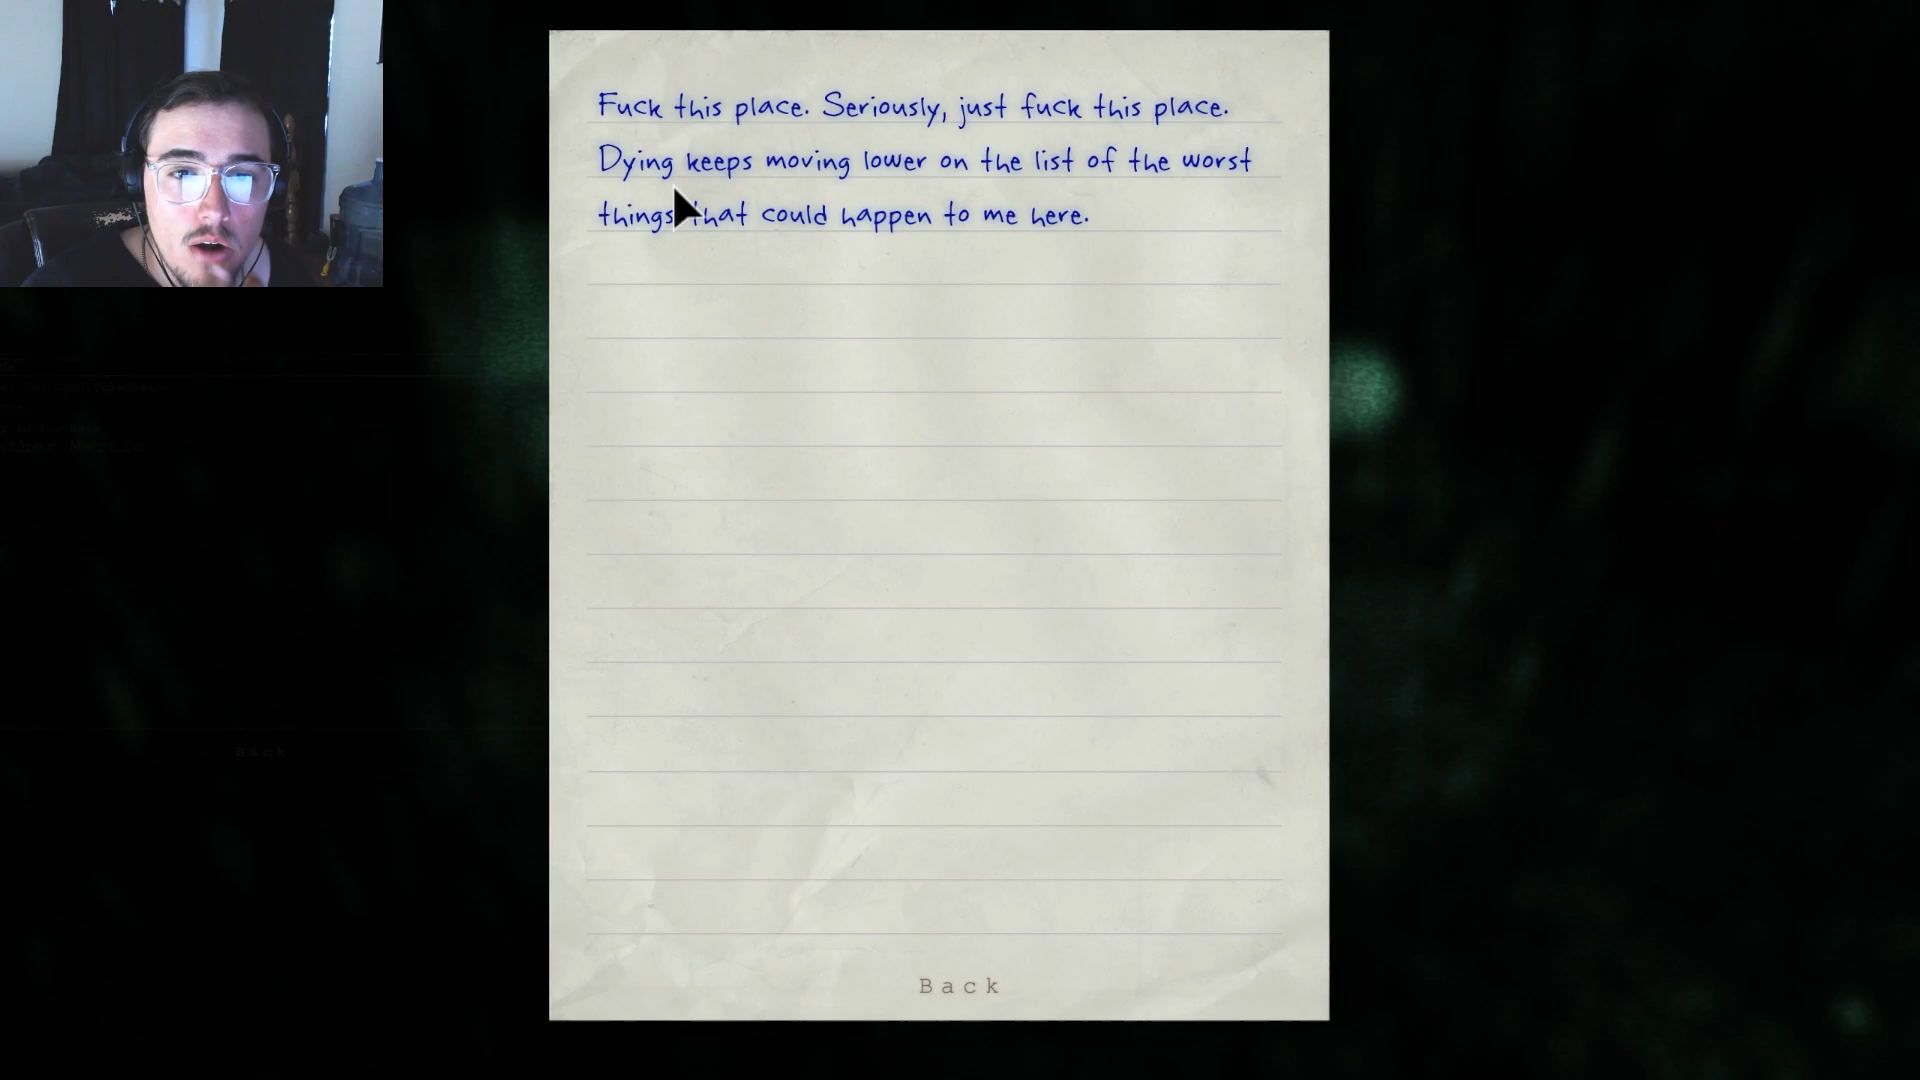 Fuck this place. Seriously, just fuck this place.
Dying keeps moving lower on the list of the worst
things that could happen to me here.
Back
Back